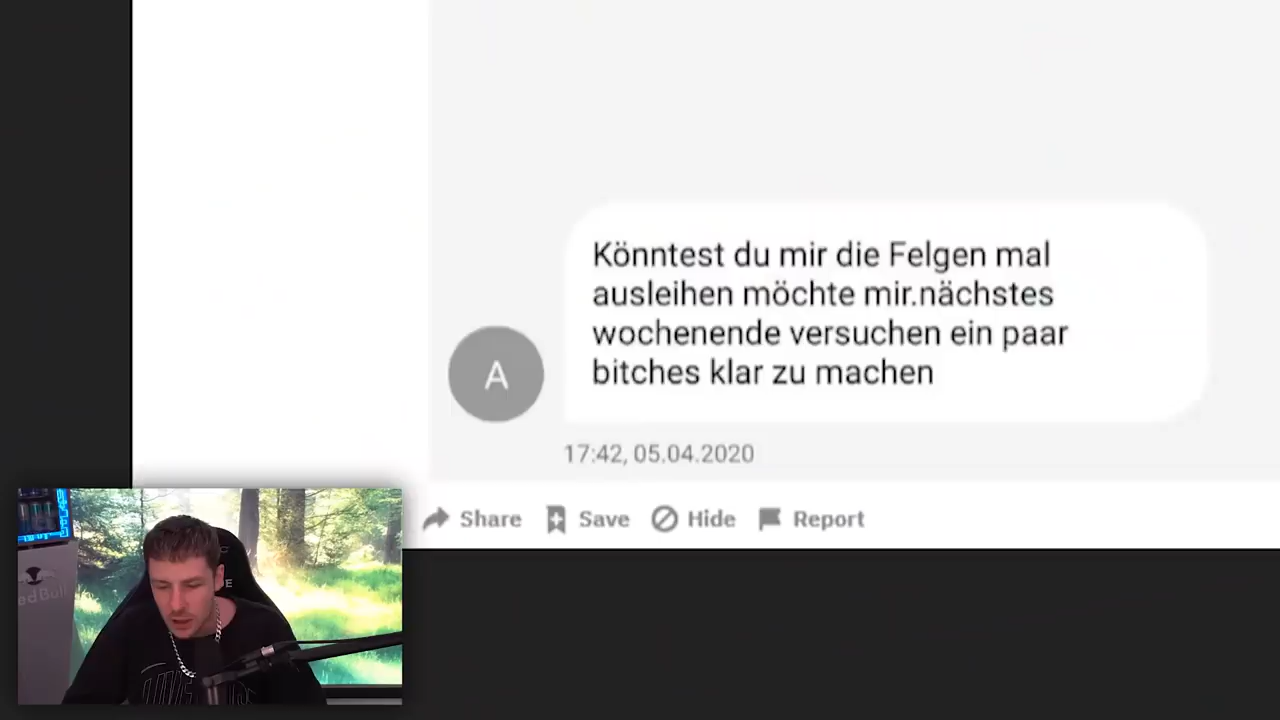 Könntest du mir die Felgen mal
ausleihen möchte mir.nächstes
wochenende versuchen ein paar
bitches klar zu machen
A
17:42, 05.04.2020
Share Save Hide Report
edBull